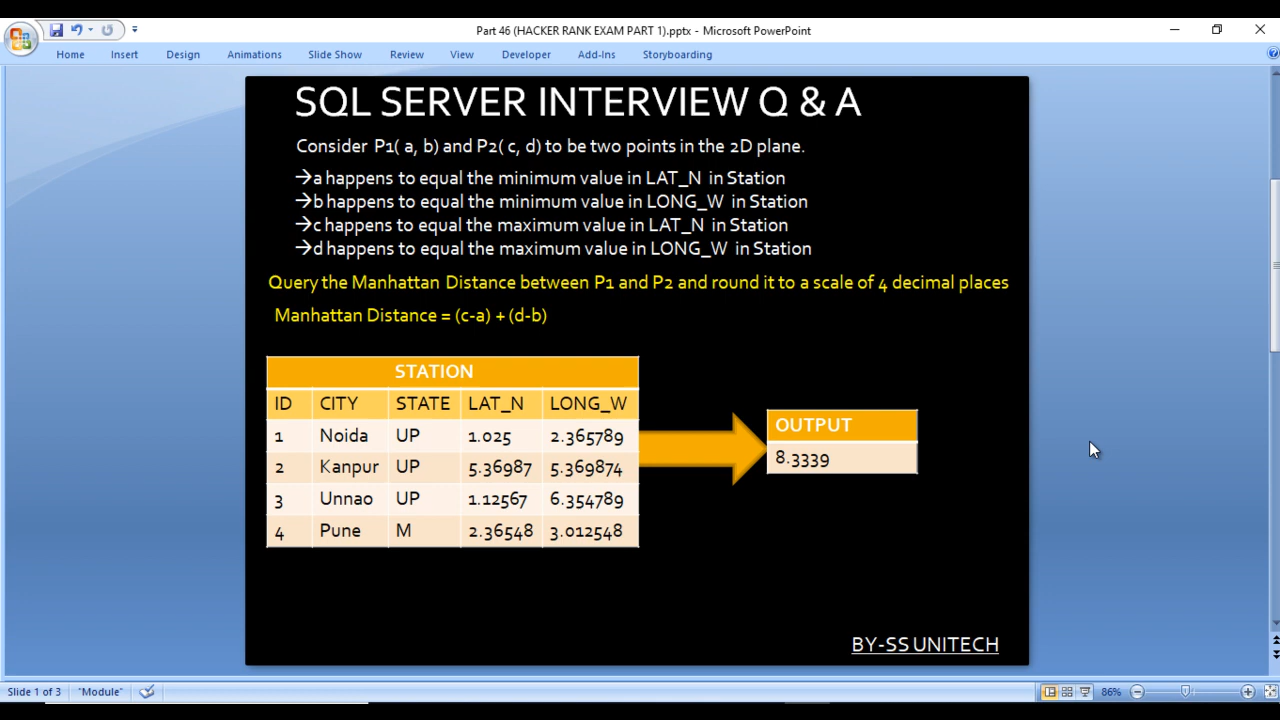 Part 46 (HACKER RANK EXAM PART 1).pptx - Microsoft PowerPoint
Home Insert Design Animations Slide Show Review View Developer Add-Ins Storyboarding
SQL SERVER INTERVIEW Q & A
Consider P1( a, b) and P2( c, d) to be two points in the 2D plane.
→a happens to equal the minimum value in LAT_N in Station
→b happens to equal the minimum value in LONG_W in Station
→c happens to equal the maximum value in LAT_N in Station
→d happens to equal the maximum value in LONG_W in Station
Query the Manhattan Distance between P1 and P2 and round it to a scale of 4 decimal places
Manhattan Distance = (c-a) + (d-b)
STATION
ID CITY STATE LAT_N LONG_W
1 Noida UP 1.025 2.365789
2 Kanpur UP 5.36987 5.369874
3 Unnao UP 1.12567 6.354789
4 Pune M 2.36548 3.012548
OUTPUT
8.3339
BY-SS UNITECH
Slide 1 of 3 "Module" 86%